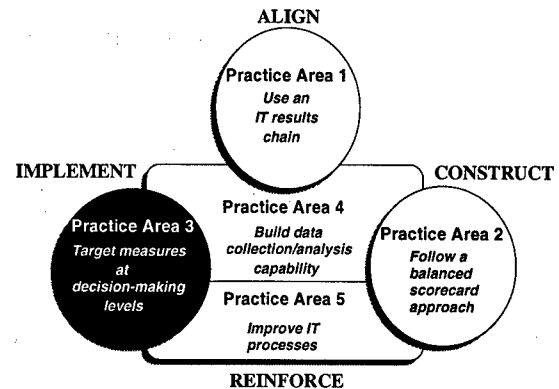 ALIGN
Practice Area 1
Use an
IT results
chain
IMPLEMENT
CONSTRUCT
Practice Area 3
Target measures
at
decision-making
levels
Practice Area 4
Build data
collection/analysis
capability
Practice Area 2
Follow a
balanced
scorecard
approach
Practice Area 5
Improve IT
processes
REINFORCE